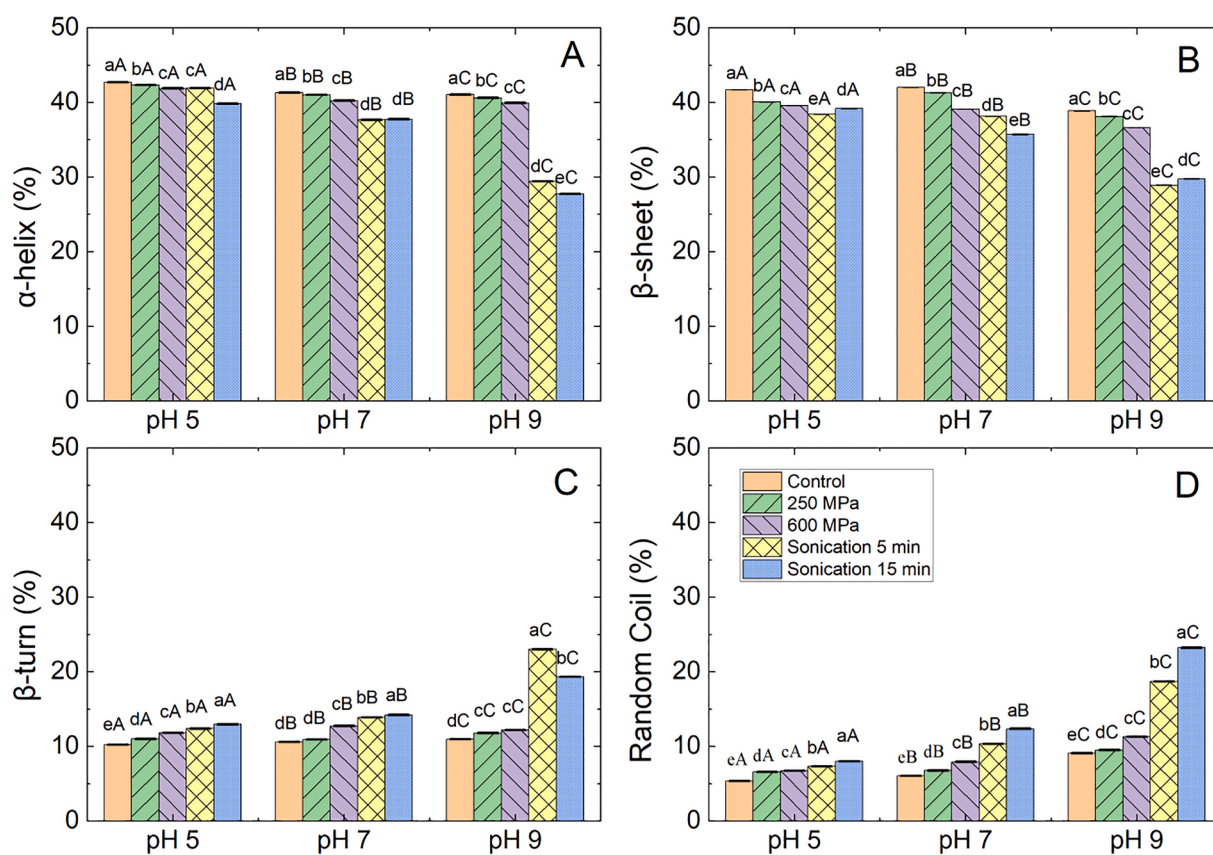 A
α-helix (%)
50
40
30
20
10
0
aA bA cA cA dA
aB bB cB dB dB
aC bC cC dC eC
pH 5 pH 7 pH 9
B
β-sheet (%)
50
40
30
20
10
0
aA bA cA eA dA
aB bB cB dB eB
aC bC cC eC dC
pH 5 pH 7 pH 9
C
β-turn (%)
50
40
30
20
10
0
eA dA cA bA aA
dB dB cB bB aB
dC cC cC aC bC
pH 5 pH 7 pH 9
D
Random Coil (%)
50
40
30
20
10
0
Control
250 MPa
600 MPa
Sonication 5 min
Sonication 15 min
eA dA cA bA aA
eB dB cB bB aB
eC dC cC bC aC
pH 5 pH 7 pH 9